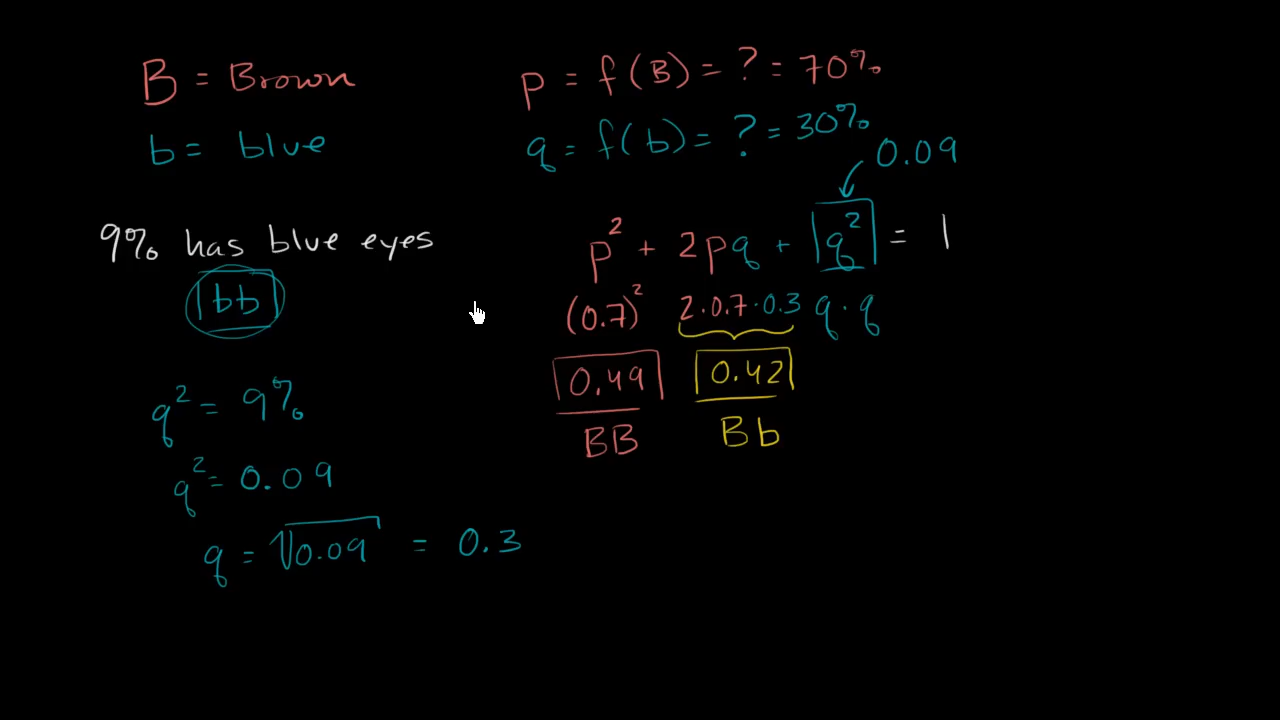 B = Brown
b = blue
p = f(B) = ? = 70%
q = f(b) = ? = 30%
0.09
9% has blue eyes
bb
p² + 2pq + q² = 1
(0.7)² 2·0.7·0.3 q·q
0.49 0.42
BB Bb
q² = 9%
q² = 0.09
q = √0.09 = 0.3